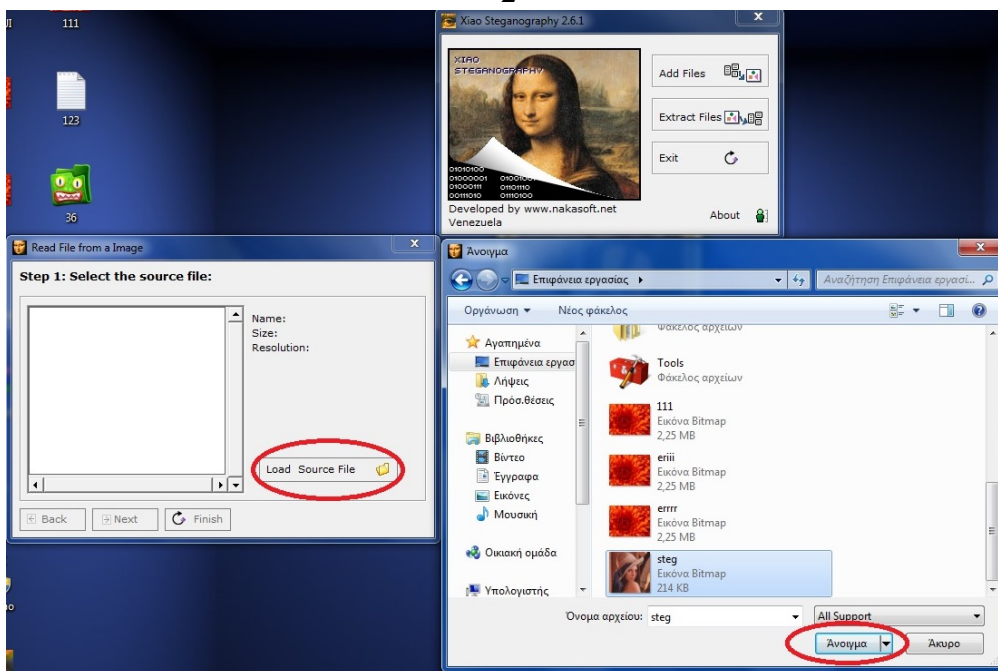 111
123
36
Xiao Steganography 2.6.1
XIAO
STEGANOGRAPHY
Add Files
Extract Files
Exit
Developed by www.nakasoft.net
Venezuela
About
Read File from a Image
Step 1: Select the source file:
Name:
Size:
Resolution:
Load Source File
Back
Next
Finish
Άνοιγμα
Επιφάνεια εργασίας
Αναζήτηση Επιφάνεια εργασί...
Οργάνωση
Νέος φάκελος
Αγαπημένα
Επιφάνεια εργασ
Λήψεις
Πρόσ.θέσεις
Βιβλιοθήκες
Βίντεο
Έγγραφα
Εικόνες
Μουσική
Οικιακή ομάδα
Υπολογιστής
Φάκελος αρχείων
Tools
Φάκελος αρχείων
111
Εικόνα Bitmap
2,25 MB
eriii
Εικόνα Bitmap
2,25 MB
errrr
Εικόνα Bitmap
2,25 MB
steg
Εικόνα Bitmap
214 KB
Όνομα αρχείου:
steg
All Support
Άνοιγμα
Άκυρο